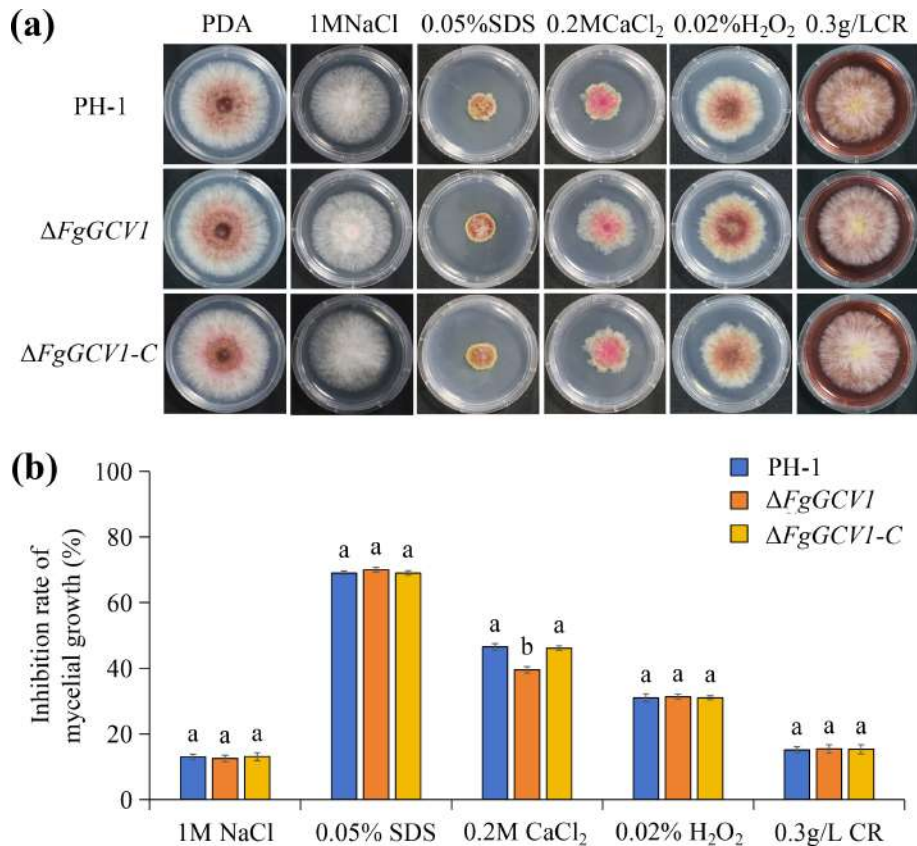 (a)
PDA 1MNaCl 0.05%SDS 0.2MCaCl₂ 0.02%H₂O₂ 0.3g/LCR
PH-1
ΔFgGCV1
ΔFgGCV1-C
(b)
100
80
60
40
20
0
Inhibition rate of
mycelial growth (%)
PH-1
ΔFgGCV1
ΔFgGCV1-C
a a a
a a a
a b a
a a a
a a a
1M NaCl 0.05% SDS 0.2M CaCl₂ 0.02% H₂O₂ 0.3g/L CR